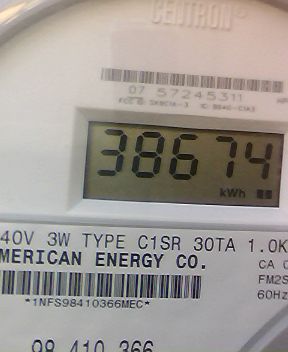 CENTRON®
07 57245311
38674
kWh
40V 3W TYPE C1SR 30TA 1.0K
MERICAN ENERGY CO.
CA 0
FM2S
*1NFS98410366MEC*
60Hz
98 410 366